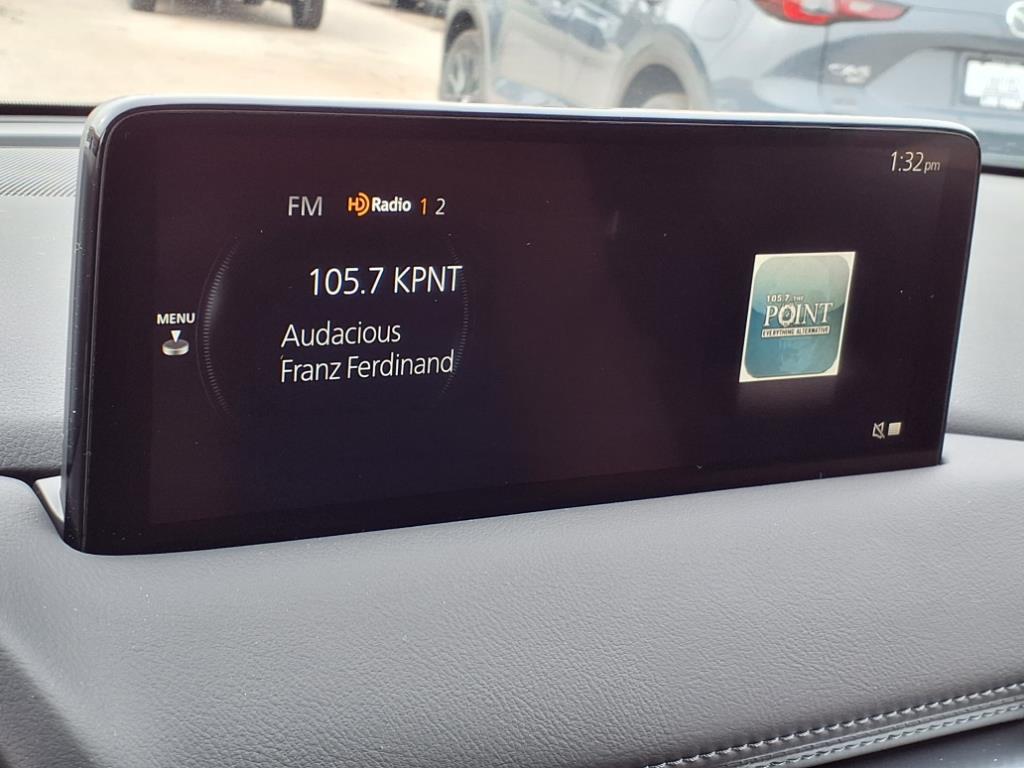 1:32pm
FM HD Radio 1 2
105.7 KPNT
MENU
Audacious
Franz Ferdinand
105.7 THE
POINT
EVERYTHING ALTERNATIVE